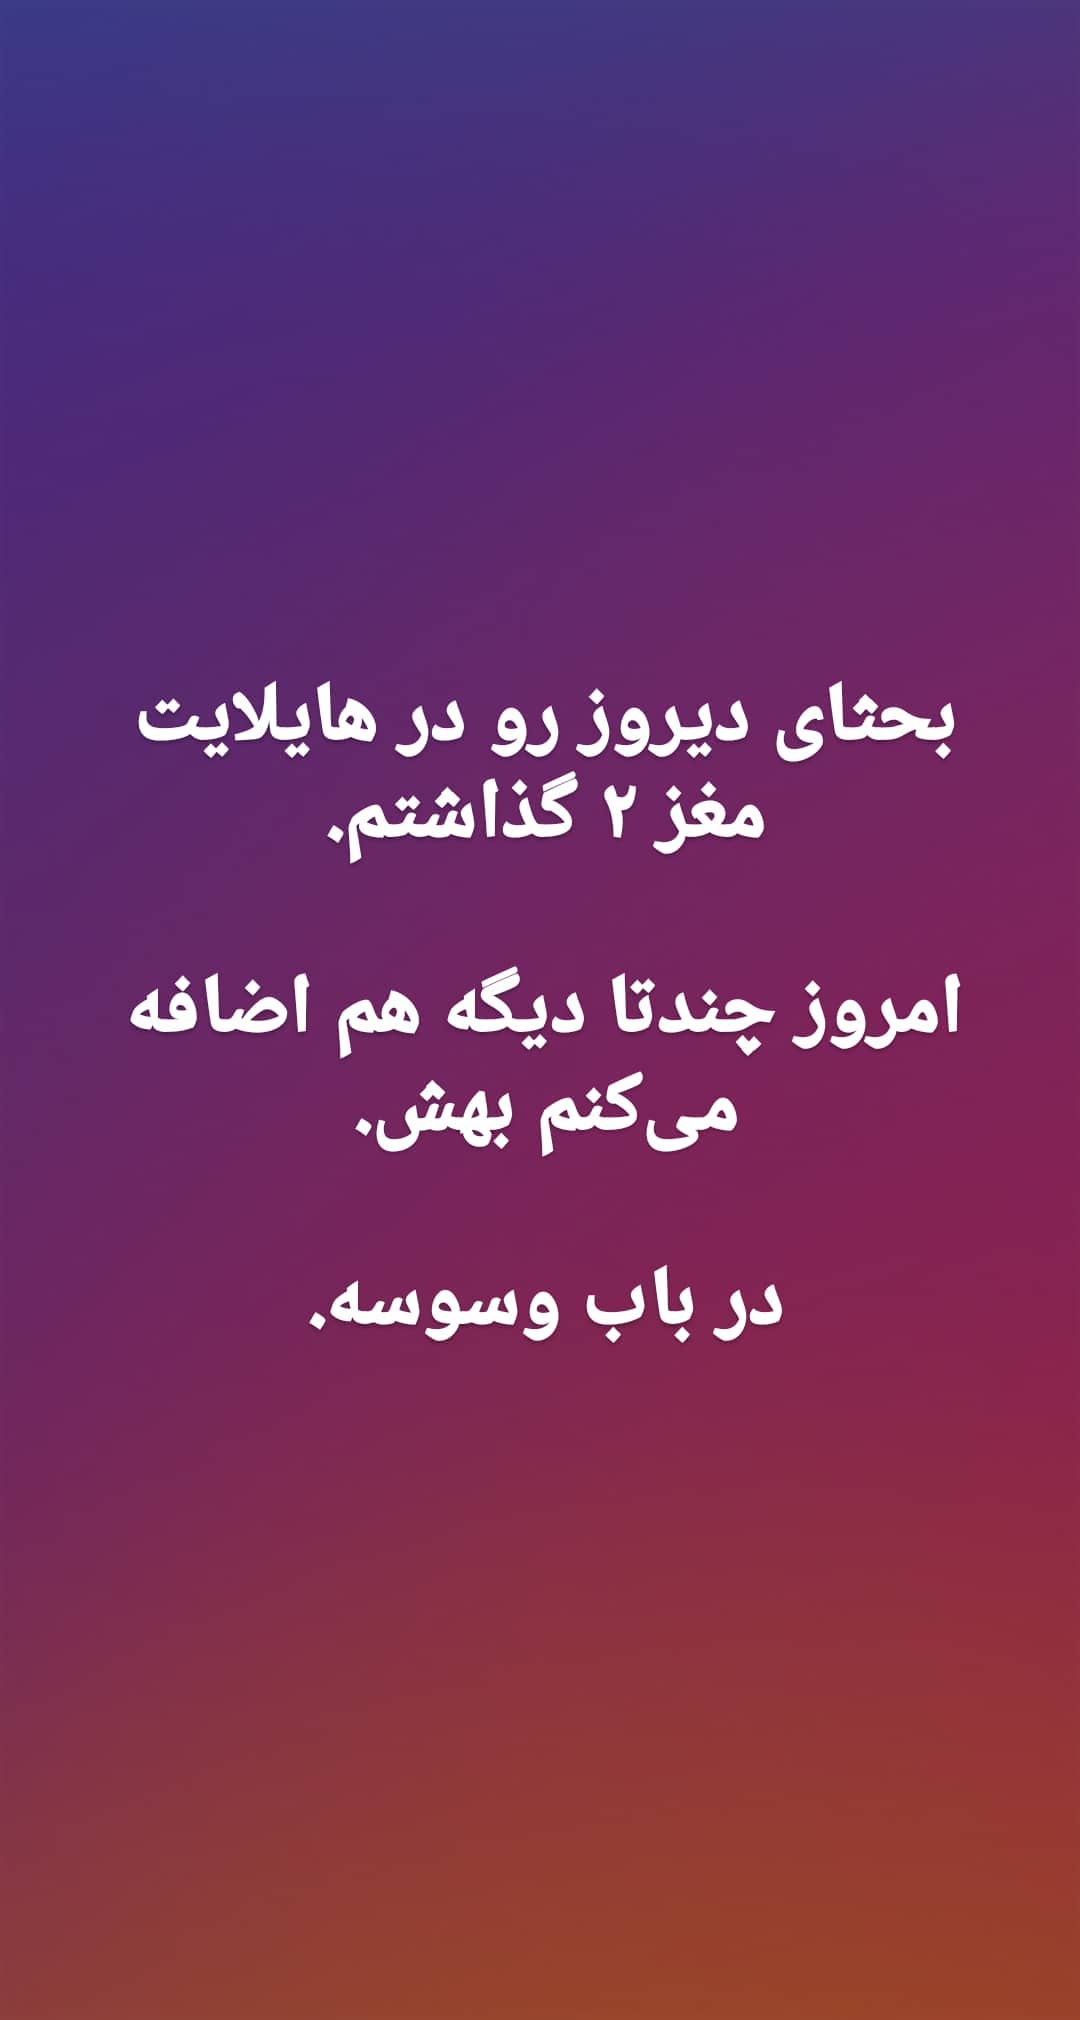 بحثای دیروز رو در هایلایت
مغز ۲ گذاشتم.
امروز چندتا دیگه هم اضافه
می‌کنم بهش.
در باب وسوسه.